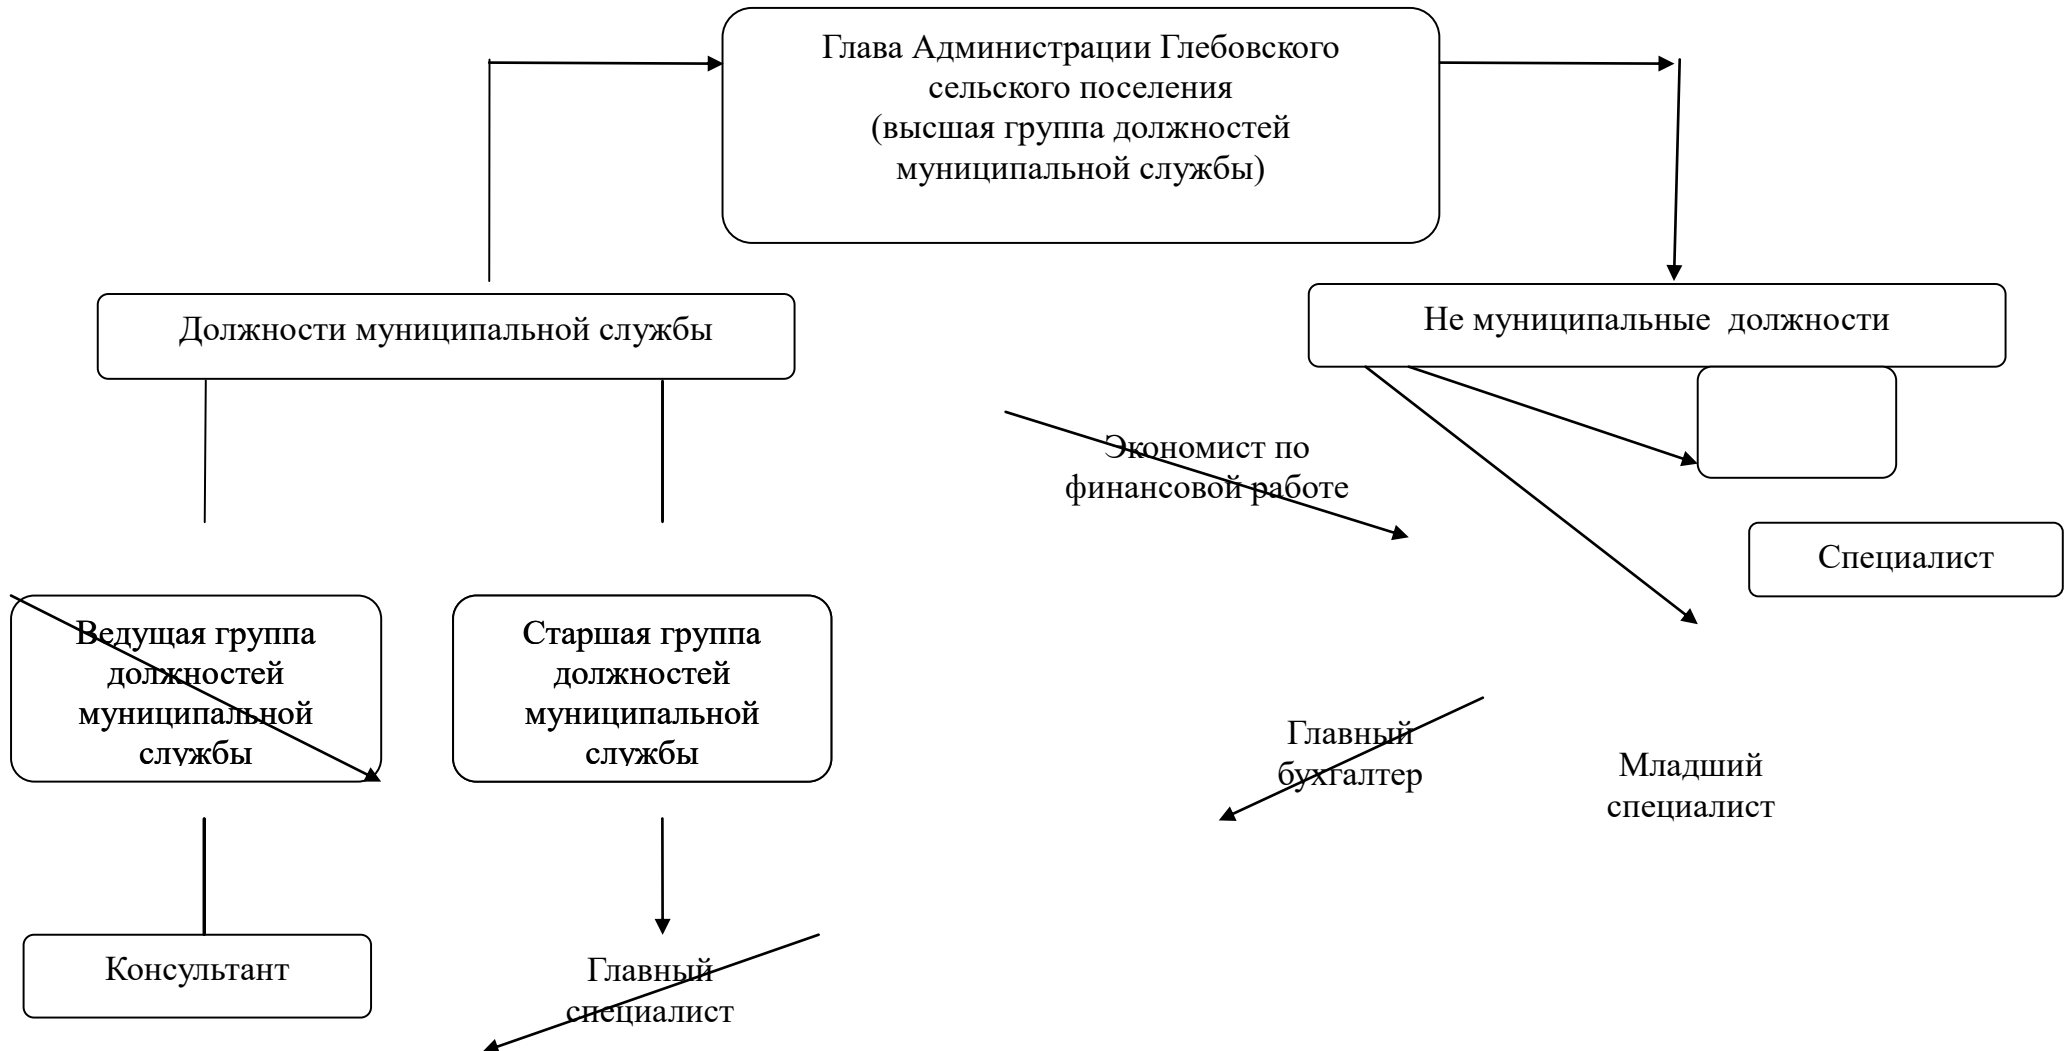 Глава Администрации Глебовского
сельского поселения
(высшая группа должностей
муниципальной службы)
Должности муниципальной службы
Не муниципальные  должности
Экономист по
финансовой работе
Специалист
Ведущая группа
должностей
муниципальной
службы
Старшая группа
должностей
муниципальной
службы
Главный
бухгалтер
Младший
специалист
Консультант
Главный
специалист